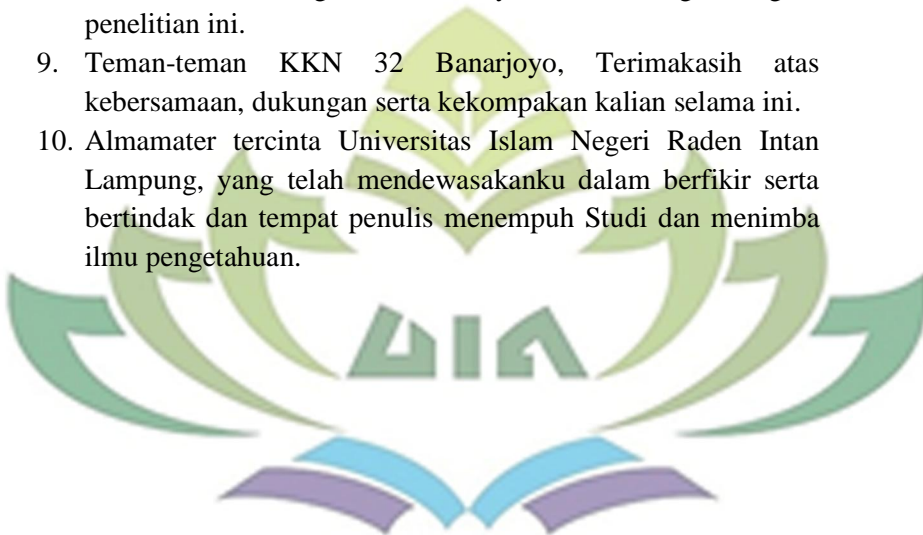 penelitian ini.
9. Teman-teman KKN 32 Banarjoyo, Terimakasih atas
kebersamaan, dukungan serta kekompakan kalian selama ini.
10. Almamater tercinta Universitas Islam Negeri Raden Intan
Lampung, yang telah mendewasakanku dalam berfikir serta
bertindak dan tempat penulis menempuh Studi dan menimba
ilmu pengetahuan.
UIN